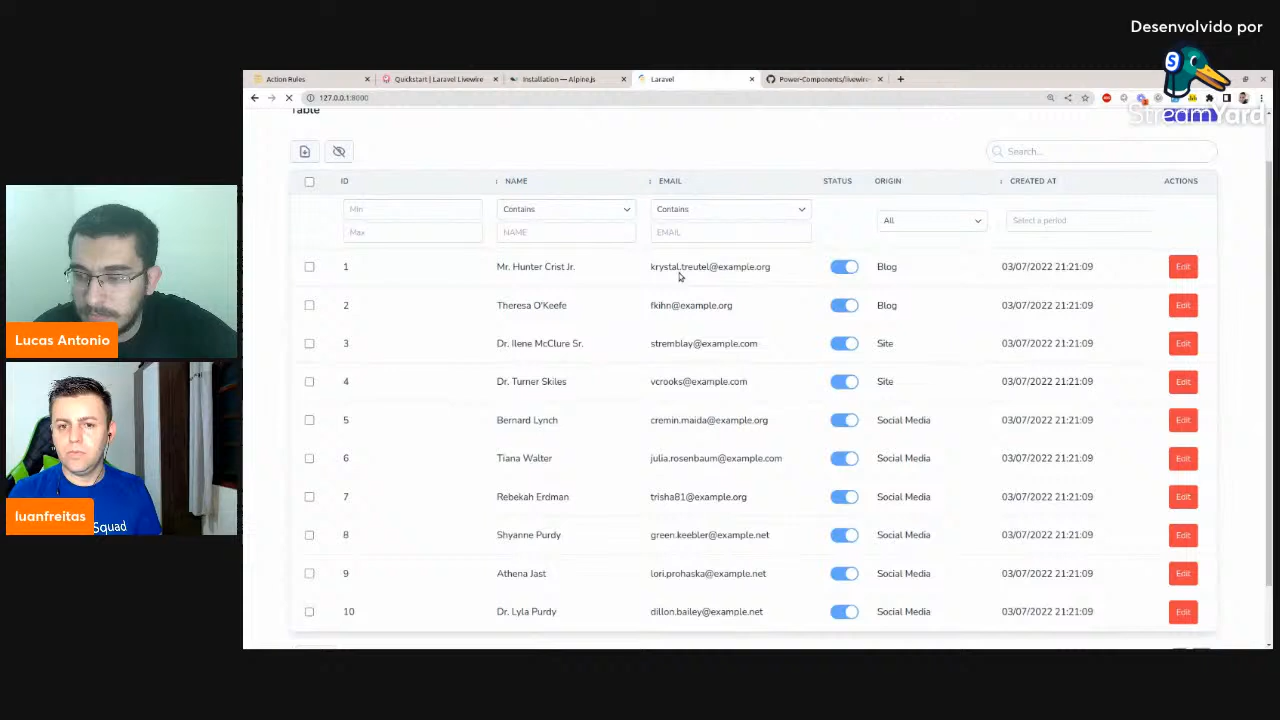 Desenvolvido por
S
StreamYard
Action Rules
Quickstart | Laravel Livewire
Installation — Alpine.js
Laravel
Power-Components/livewire-
127.0.0.1:8000
Table
Search...
ID NAME EMAIL STATUS ORIGIN CREATED AT ACTIONS
Min Contains Contains All Select a period
Max NAME EMAIL
1 Mr. Hunter Crist Jr. krystal.treutel@example.org Blog 03/07/2022 21:21:09 Edit
2 Theresa O'Keefe fkihn@example.org Blog 03/07/2022 21:21:09 Edit
3 Dr. Ilene McClure Sr. stremblay@example.com Site 03/07/2022 21:21:09 Edit
4 Dr. Turner Skiles vcrooks@example.com Site 03/07/2022 21:21:09 Edit
5 Bernard Lynch cremin.maida@example.org Social Media 03/07/2022 21:21:09 Edit
6 Tiana Walter julia.rosenbaum@example.com Social Media 03/07/2022 21:21:09 Edit
7 Rebekah Erdman trisha81@example.org Social Media 03/07/2022 21:21:09 Edit
8 Shyanne Purdy green.keebler@example.net Social Media 03/07/2022 21:21:09 Edit
9 Athena Jast lori.prohaska@example.net Social Media 03/07/2022 21:21:09 Edit
10 Dr. Lyla Purdy dillon.bailey@example.net Social Media 03/07/2022 21:21:09 Edit
Lucas Antonio
luanfreitas
Squad